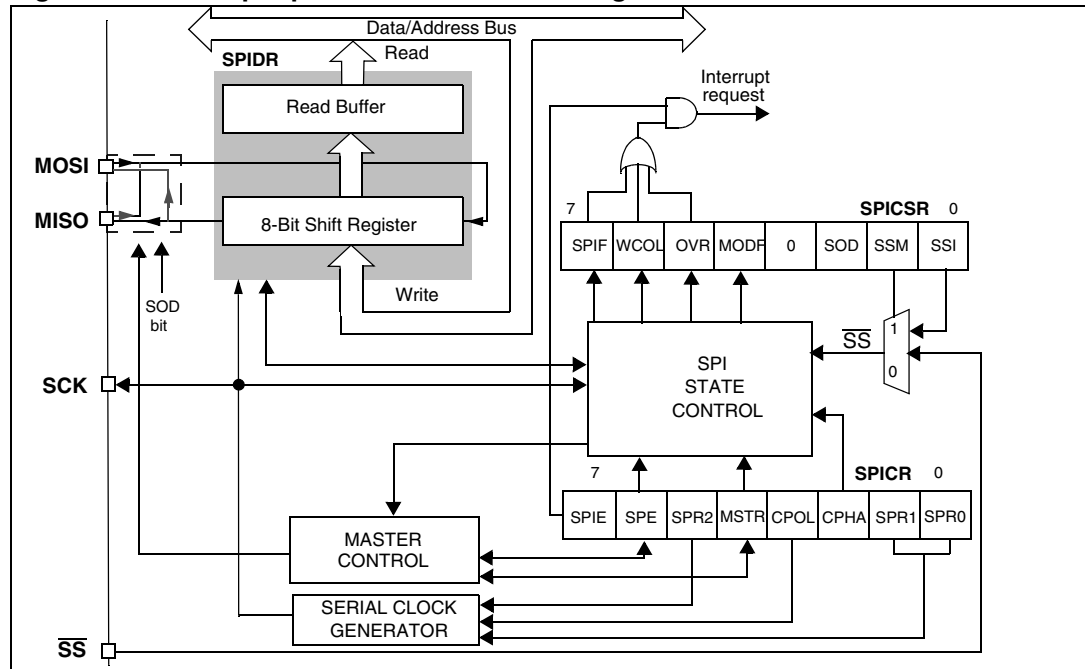 Data/Address Bus
SPIDR
Read
Read Buffer
Interrupt
request
MOSI
MISO
8-Bit Shift Register
7
SPICSR
0
SPIF
WCOL
OVR
MODF
0
SOD
SSM
SSI
Write
SOD
bit
1
SS
0
SCK
SPI
STATE
CONTROL
7
SPICR
0
SPIE
SPE
SPR2
MSTR
CPOL
CPHA
SPR1
SPR0
MASTER
CONTROL
SERIAL CLOCK
GENERATOR
SS